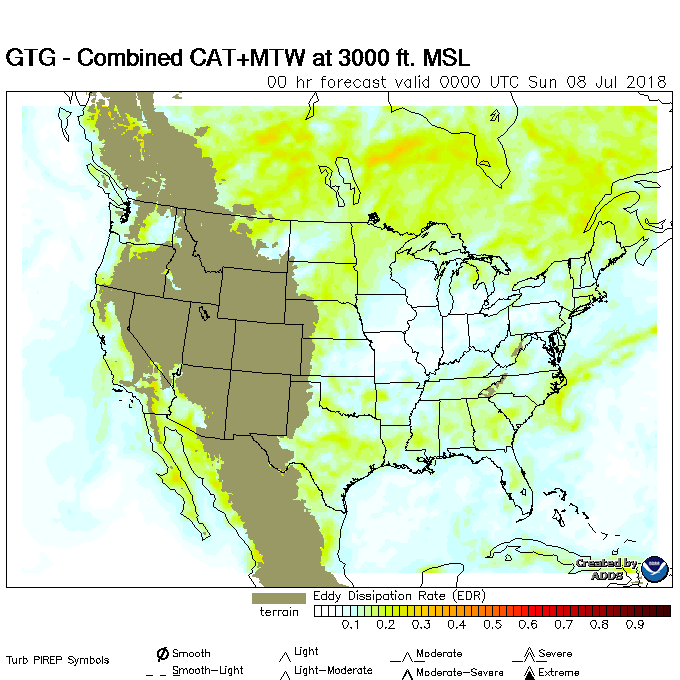 GTG - Combined CAT+MTW at 3000 ft. MSL
00 hr forecast valid 0000 UTC Sun 08 Jul 2018
Created by
ADDS
Eddy Dissipation Rate (EDR)
terrain
0.1 0.2 0.3 0.4 0.5 0.6 0.7 0.8 0.9
Turb PIREP Symbols
Smooth Light Moderate Severe
Smooth-Light Light-Moderate Moderate-Severe Extreme